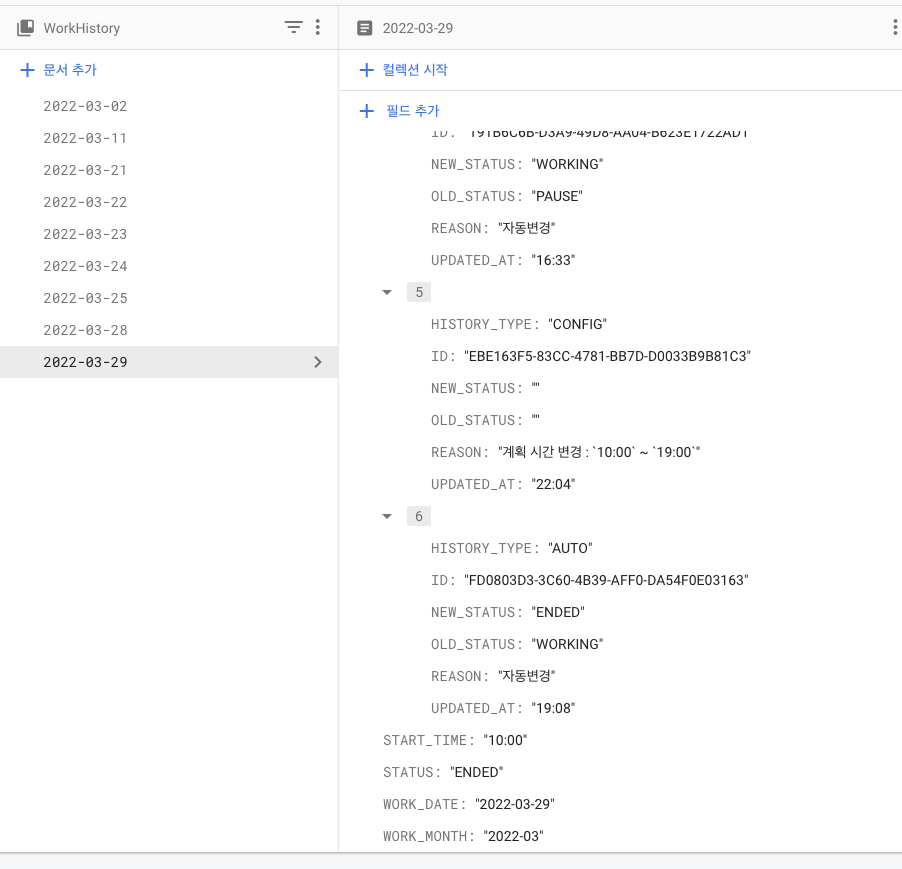 WorkHistory
문서 추가
2022-03-02
2022-03-11
2022-03-21
2022-03-22
2022-03-23
2022-03-24
2022-03-25
2022-03-28
2022-03-29
2022-03-29
컬렉션 시작
필드 추가
ID: "191B6C6B-D3A9-49D8-AA04-B623E1722AD1"
NEW_STATUS: "WORKING"
OLD_STATUS: "PAUSE"
REASON: "자동변경"
UPDATED_AT: "16:33"
5
HISTORY_TYPE: "CONFIG"
ID: "EBE163F5-83CC-4781-BB7D-D0033B9B81C3"
NEW_STATUS: ""
OLD_STATUS: ""
REASON: "계획 시간 변경 : `10:00` ~ `19:00`"
UPDATED_AT: "22:04"
6
HISTORY_TYPE: "AUTO"
ID: "FD0803D3-3C60-4B39-AFF0-DA54F0E03163"
NEW_STATUS: "ENDED"
OLD_STATUS: "WORKING"
REASON: "자동변경"
UPDATED_AT: "19:08"
START_TIME: "10:00"
STATUS: "ENDED"
WORK_DATE: "2022-03-29"
WORK_MONTH: "2022-03"